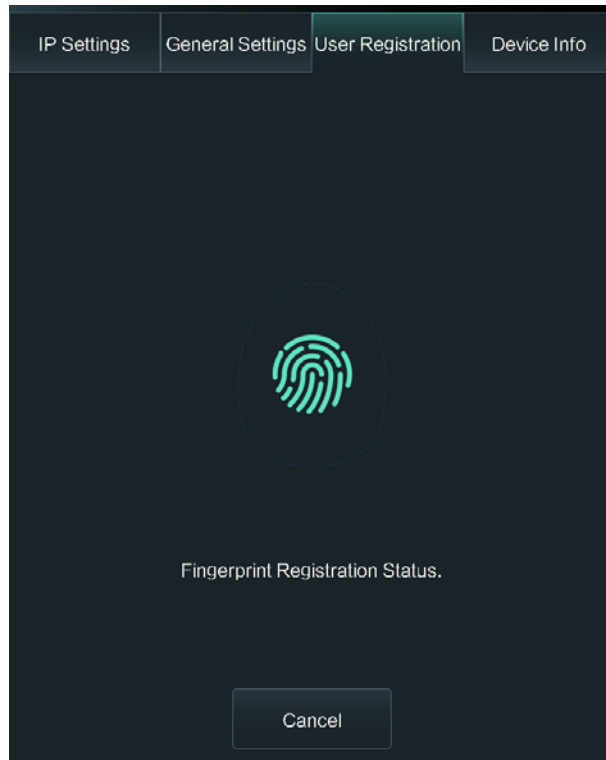 IP Settings
General Settings
User Registration
Device Info
Fingerprint Registration Status.
Cancel